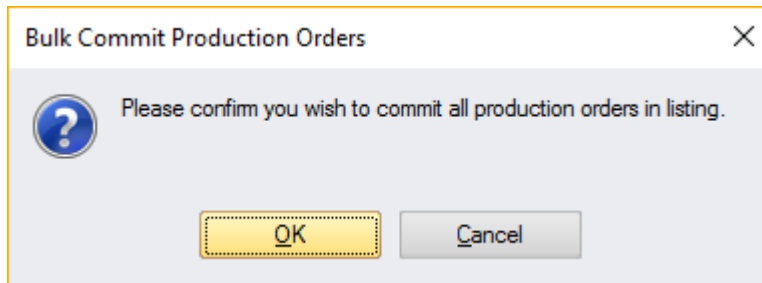 Bulk Commit Production Orders
Please confirm you wish to commit all production orders in listing.
OK
Cancel